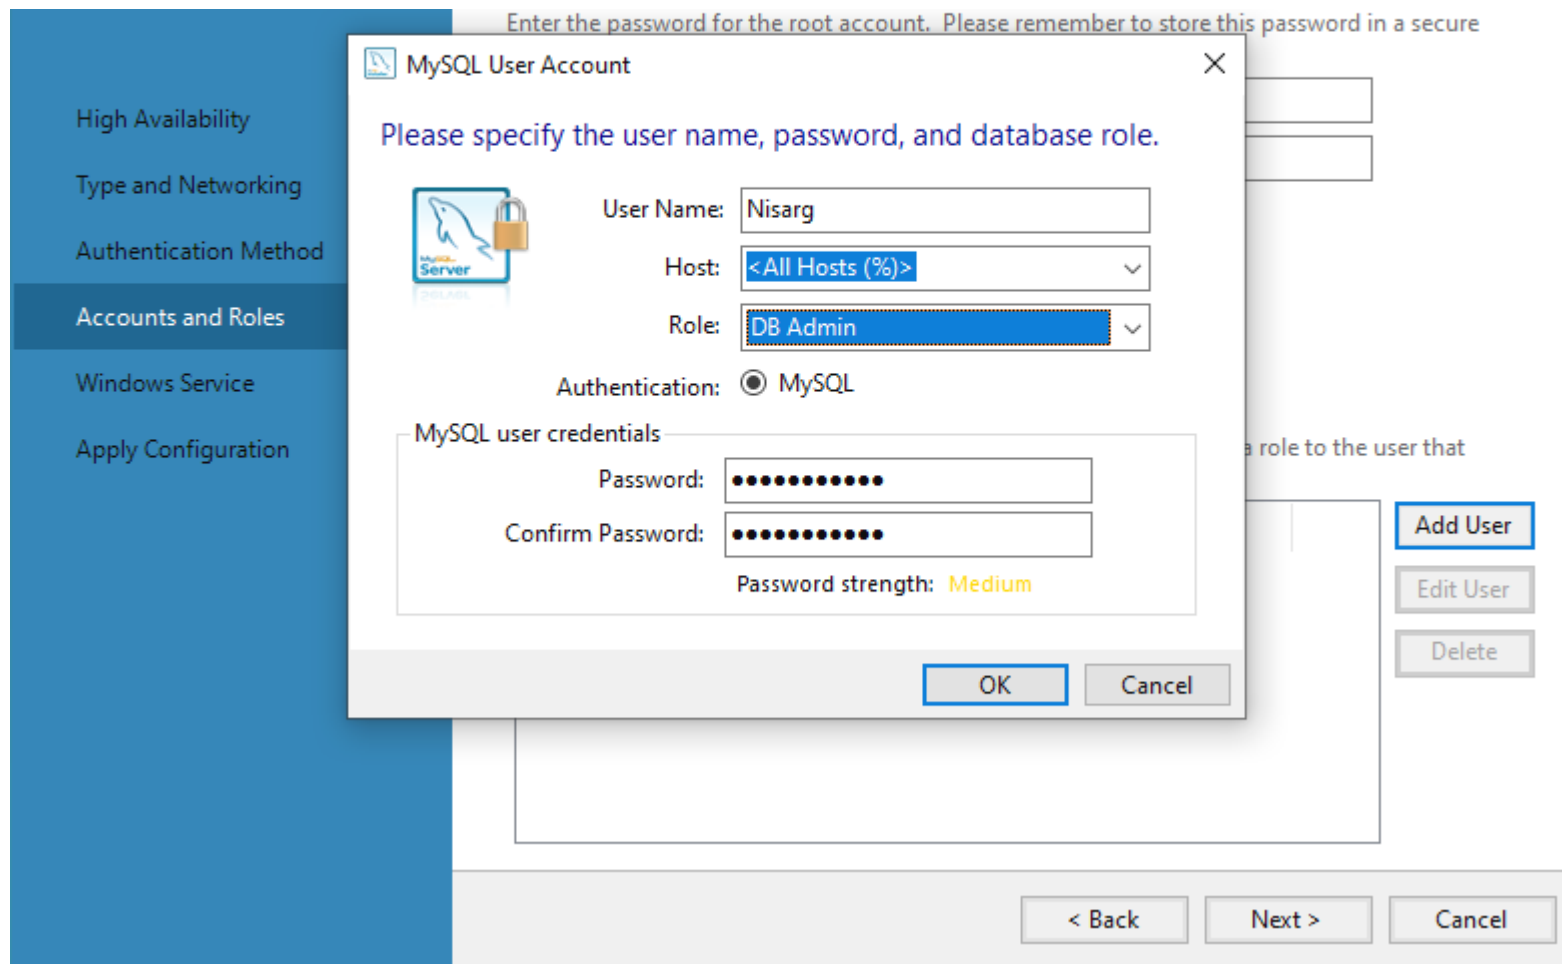 Enter the password for the root account.  Please remember to store this password in a secure
MySQL User Account
Please specify the user name, password, and database role.
High Availability
Type and Networking
Authentication Method
Accounts and Roles
Windows Service
Apply Configuration
MySQL
Server
User Name: Nisarg
Host: <All Hosts (%)>
Role: DB Admin
Authentication: MySQL
MySQL user credentials
Password: ●●●●●●●●●●●
Confirm Password: ●●●●●●●●●●●
Password strength: Medium
OK Cancel
a role to the user that
Add User
Edit User
Delete
< Back Next > Cancel